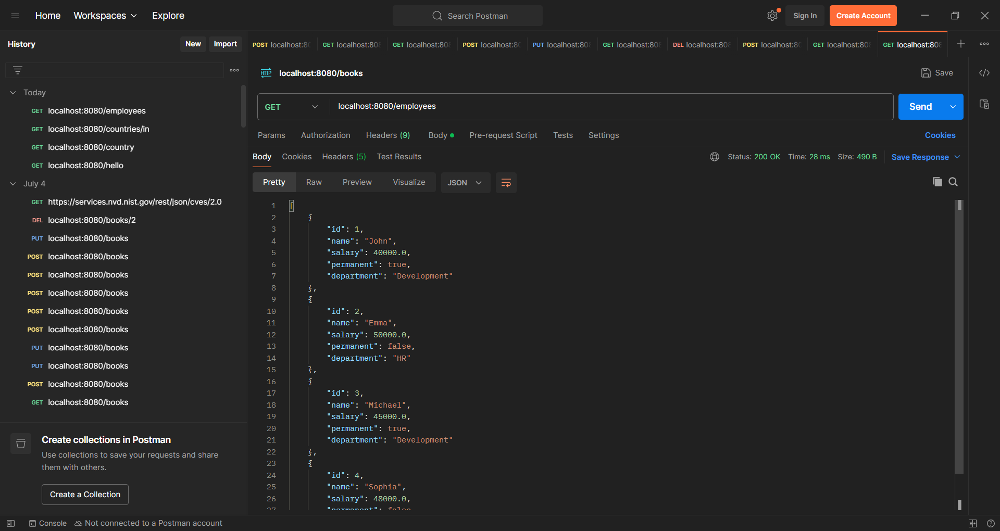 Home Workspaces Explore Search Postman Sign In Create Account
History New Import
POST localhost:80 GET localhost:808 GET localhost:808 POST localhost:80 PUT localhost:808 GET localhost:808 DEL localhost:808 POST localhost:80 GET localhost:808 GET localhost:808
HTTP localhost:8080/books Save </>
GET localhost:8080/employees Send
Params Authorization Headers (9) Body Pre-request Script Tests Settings Cookies
Body Cookies Headers (5) Test Results Status: 200 OK Time: 28 ms Size: 490 B Save Response
Pretty Raw Preview Visualize JSON
Today
GET localhost:8080/employees
GET localhost:8080/countries/in
GET localhost:8080/country
GET localhost:8080/hello
July 4
GET https://services.nvd.nist.gov/rest/json/cves/2.0
DEL localhost:8080/books/2
PUT localhost:8080/books
POST localhost:8080/books
POST localhost:8080/books
POST localhost:8080/books
POST localhost:8080/books
POST localhost:8080/books
PUT localhost:8080/books
PUT localhost:8080/books
POST localhost:8080/books
GET localhost:8080/books
Create collections in Postman
Use collections to save your requests and share
them with others.
Create a Collection
1 [
2 {
3 "id": 1,
4 "name": "John",
5 "salary": 40000.0,
6 "permanent": true,
7 "department": "Development"
8 },
9 {
10 "id": 2,
11 "name": "Emma",
12 "salary": 50000.0,
13 "permanent": false,
14 "department": "HR"
15 },
16 {
17 "id": 3,
18 "name": "Michael",
19 "salary": 45000.0,
20 "permanent": true,
21 "department": "Development"
22 },
23 {
24 "id": 4,
25 "name": "Sophia",
26 "salary": 48000.0,
27 "permanent": false
Console Not connected to a Postman account